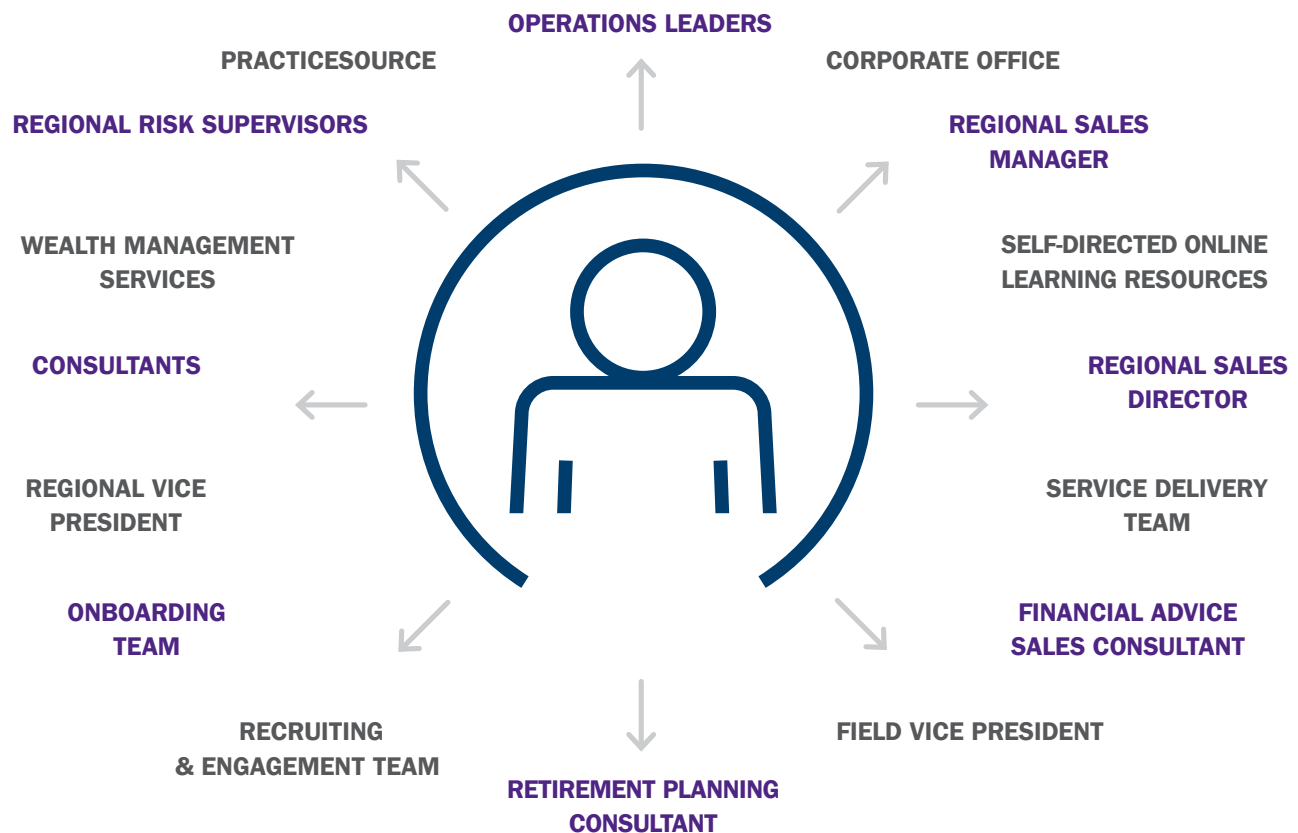 OPERATIONS LEADERS
PRACTICESOURCE
CORPORATE OFFICE
REGIONAL RISK SUPERVISORS
REGIONAL SALES
MANAGER
WEALTH MANAGEMENT
SERVICES
SELF-DIRECTED ONLINE
LEARNING RESOURCES
CONSULTANTS
REGIONAL SALES
DIRECTOR
REGIONAL VICE
PRESIDENT
SERVICE DELIVERY
TEAM
ONBOARDING
TEAM
FINANCIAL ADVICE
SALES CONSULTANT
RECRUITING
& ENGAGEMENT TEAM
FIELD VICE PRESIDENT
RETIREMENT PLANNING
CONSULTANT